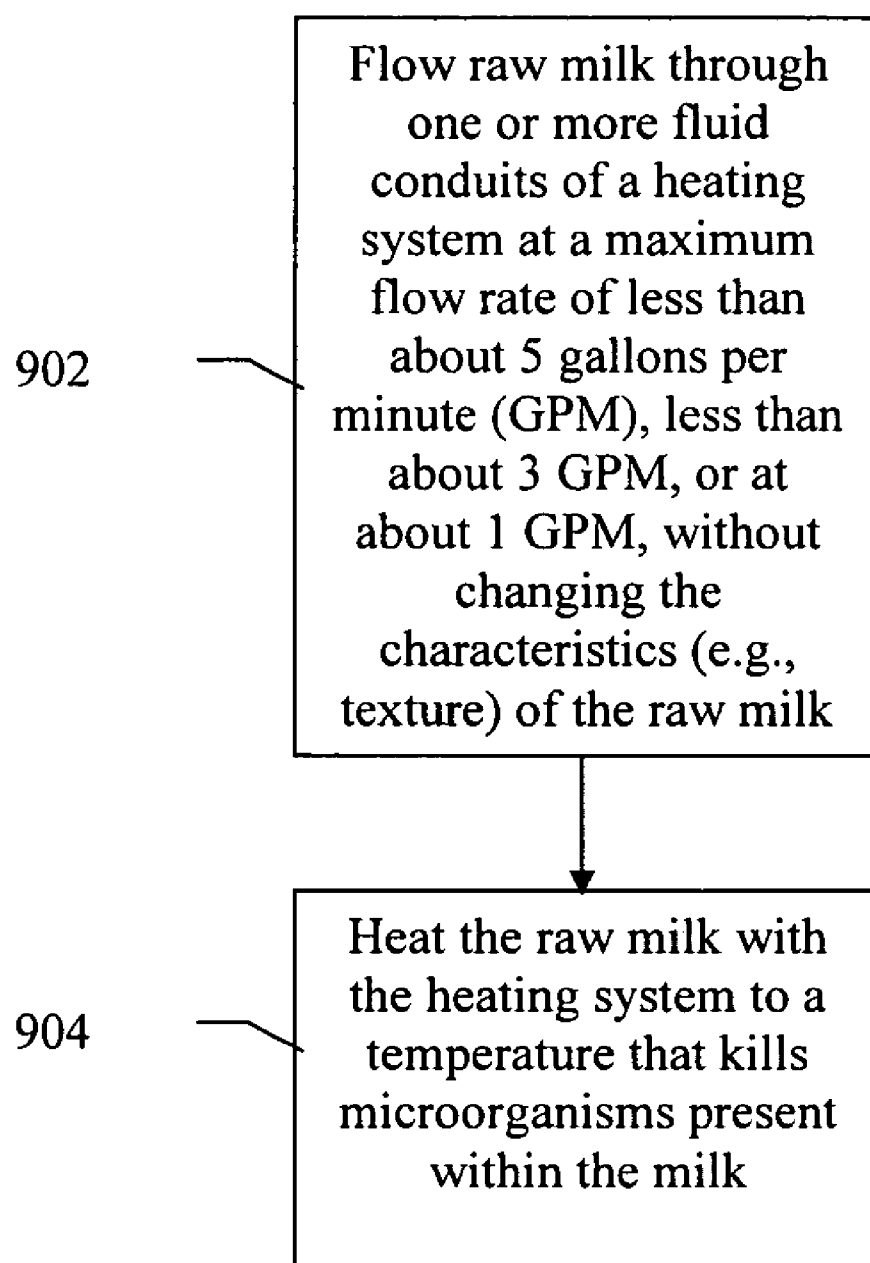 Flow raw milk through
one or more fluid
conduits of a heating
system at a maximum
flow rate of less than
about 5 gallons per
minute (GPM), less than
about 3 GPM, or at
about 1 GPM, without
changing the
characteristics (e.g.,
texture) of the raw milk
902
Heat the raw milk with
the heating system to a
temperature that kills
microorganisms present
within the milk
904